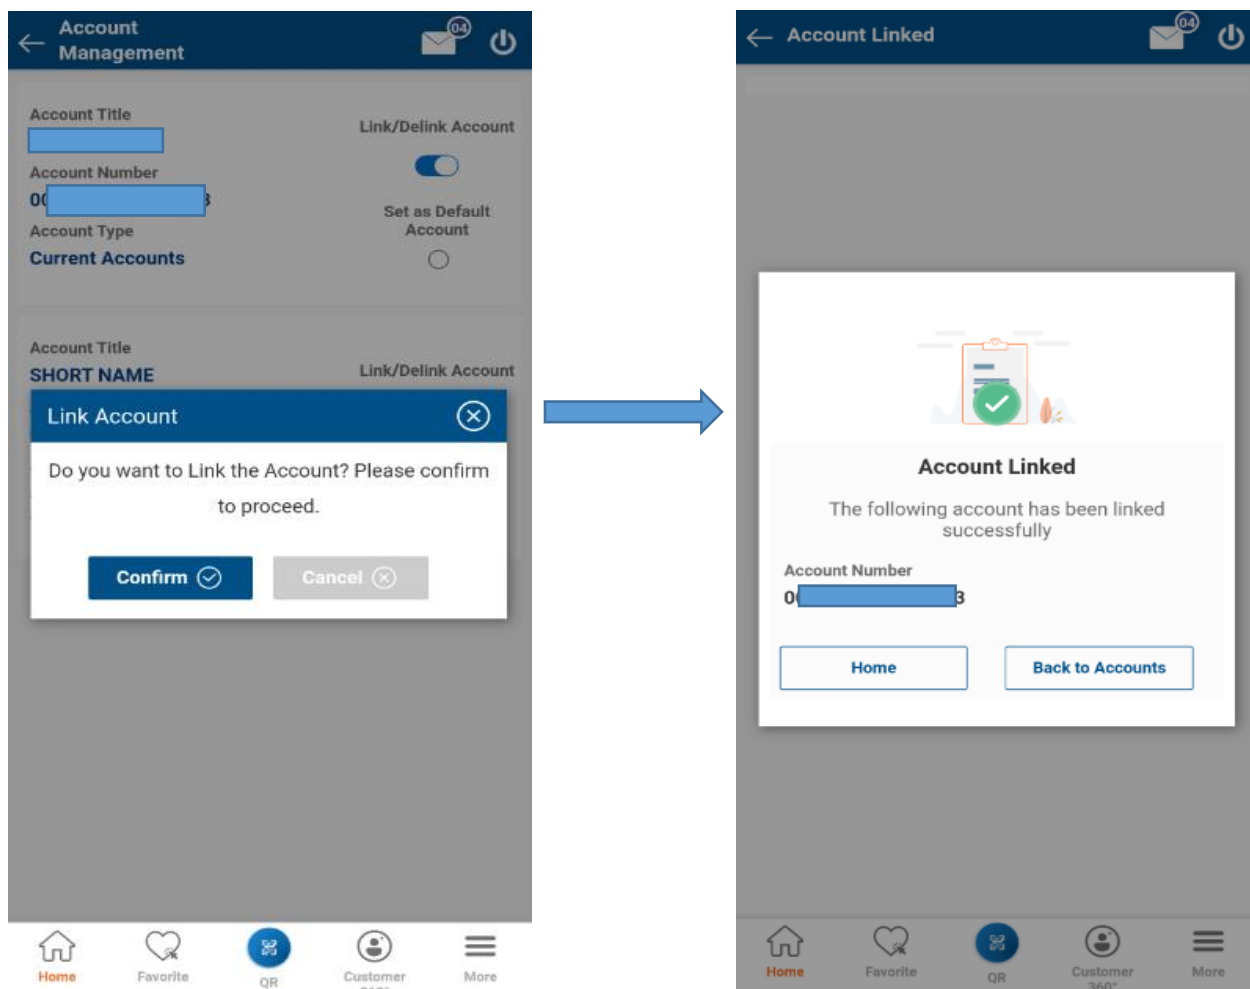 Account
Management
04
Account Title
Link/Delink Account
Account Number
Set as Default
Account
Account Type
Current Accounts
Account Title
SHORT NAME
Link/Delink Account
Link Account
Do you want to Link the Account? Please confirm
to proceed.
Confirm
Cancel
Home
Favorite
QR
Customer
More
Account Linked
04
Account Linked
The following account has been linked
successfully
Account Number
Home
Back to Accounts
Home
Favorite
QR
Customer
360°
More